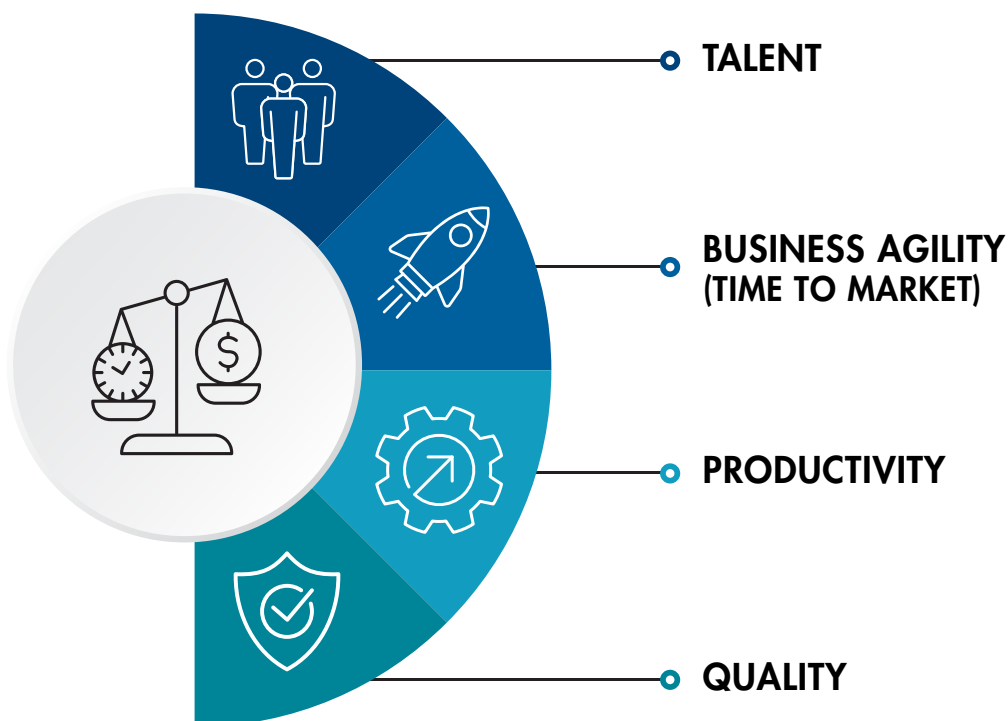 TALENT
BUSINESS AGILITY
(TIME TO MARKET)
$
PRODUCTIVITY
QUALITY